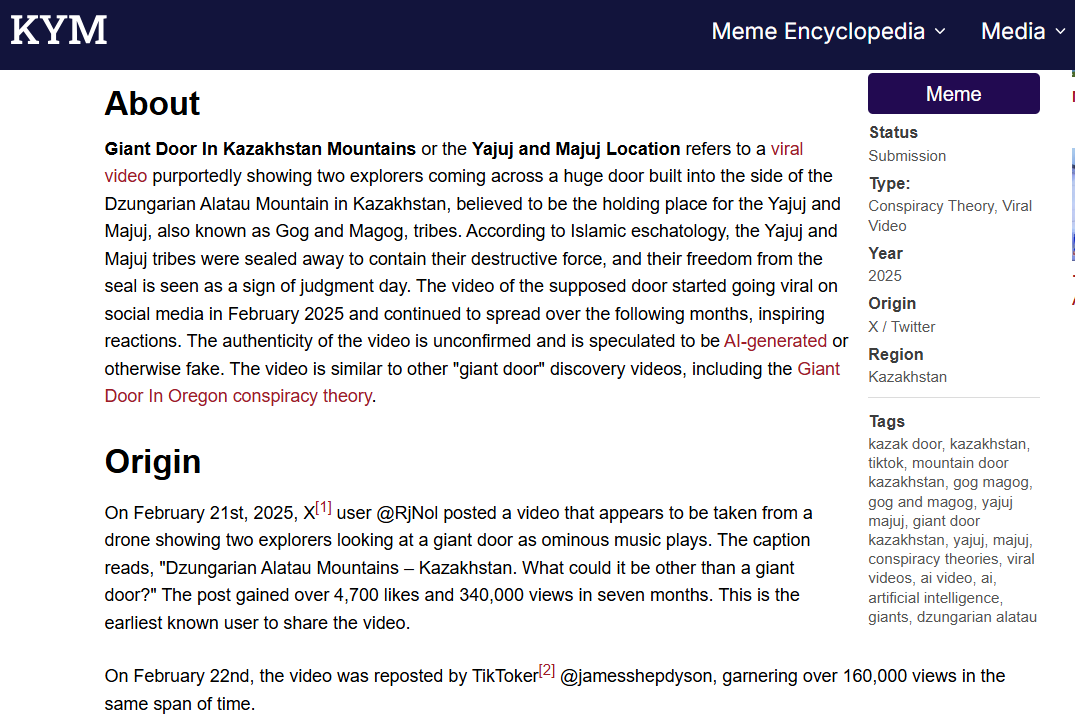 KYM
Meme Encyclopedia
Media
About
Giant Door In Kazakhstan Mountains or the Yajuj and Majuj Location refers to a viral
video purportedly showing two explorers coming across a huge door built into the side of the
Dzungarian Alatau Mountain in Kazakhstan, believed to be the holding place for the Yajuj and
Majuj, also known as Gog and Magog, tribes. According to Islamic eschatology, the Yajuj and
Majuj tribes were sealed away to contain their destructive force, and their freedom from the
seal is seen as a sign of judgment day. The video of the supposed door started going viral on
social media in February 2025 and continued to spread over the following months, inspiring
reactions. The authenticity of the video is unconfirmed and is speculated to be AI-generated or
otherwise fake. The video is similar to other "giant door" discovery videos, including the Giant
Door In Oregon conspiracy theory.
Origin
On February 21st, 2025, X[1] user @RjNol posted a video that appears to be taken from a
drone showing two explorers looking at a giant door as ominous music plays. The caption
reads, "Dzungarian Alatau Mountains – Kazakhstan. What could it be other than a giant
door?" The post gained over 4,700 likes and 340,000 views in seven months. This is the
earliest known user to share the video.
On February 22nd, the video was reposted by TikToker[2] @jamesshepdyson, garnering over 160,000 views in the
same span of time.
Meme
Status
Submission
Type:
Conspiracy Theory, Viral
Video
Year
2025
Origin
X / Twitter
Region
Kazakhstan
Tags
kazak door, kazakhstan,
tiktok, mountain door
kazakhstan, gog magog,
gog and magog, yajuj
majuj, giant door
kazakhstan, yajuj, majuj,
conspiracy theories, viral
videos, ai video, ai,
artificial intelligence,
giants, dzungarian alatau